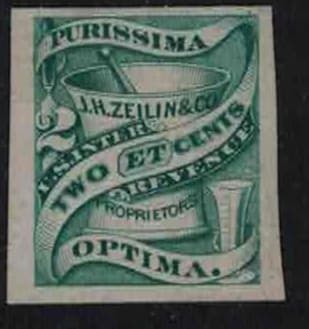 PURISSIMA
J.H. ZEILIN & CO
U.S. INTER.
REVENUE
TWO ET CENTS
PROPRIETORS
OPTIMA.